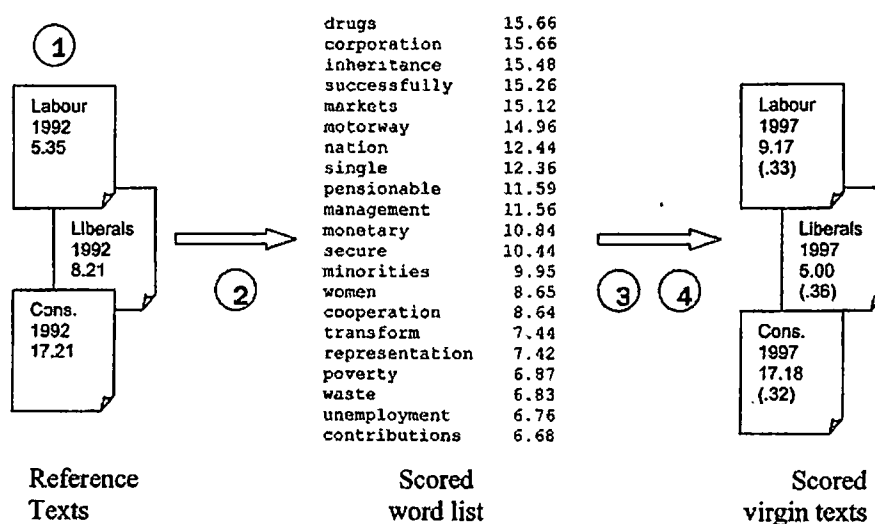 1
Labour
1992
5.35
Liberals
1992
8.21
Cons.
1992
17.21
Reference
Texts
2
drugs 15.66
corporation 15.66
inheritance 15.48
successfully 15.26
markets 15.12
motorway 14.96
nation 12.44
single 12.36
pensionable 11.59
management 11.56
monetary 10.84
secure 10.44
minorities 9.95
women 8.65
cooperation 8.64
transform 7.44
representation 7.42
poverty 6.87
waste 6.83
unemployment 6.76
contributions 6.68
Scored
word list
3 4
Labour
1997
9.17
(.33)
Liberals
1997
5.00
(.36)
Cons.
1997
17.18
(.32)
Scored
virgin texts